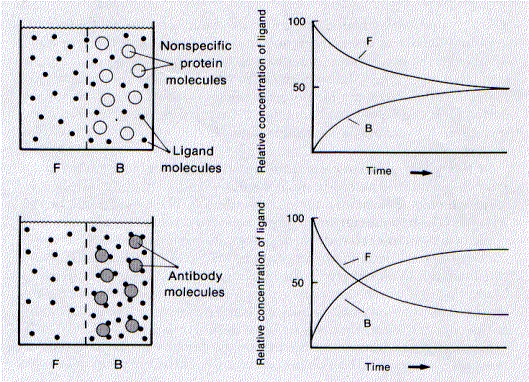 Nonspecific
protein
molecules
Ligand
molecules
F
B
Relative concentration of ligand
100
50
F
B
Time
Antibody
molecules
F
B
Relative concentration of ligand
100
50
F
B
Time